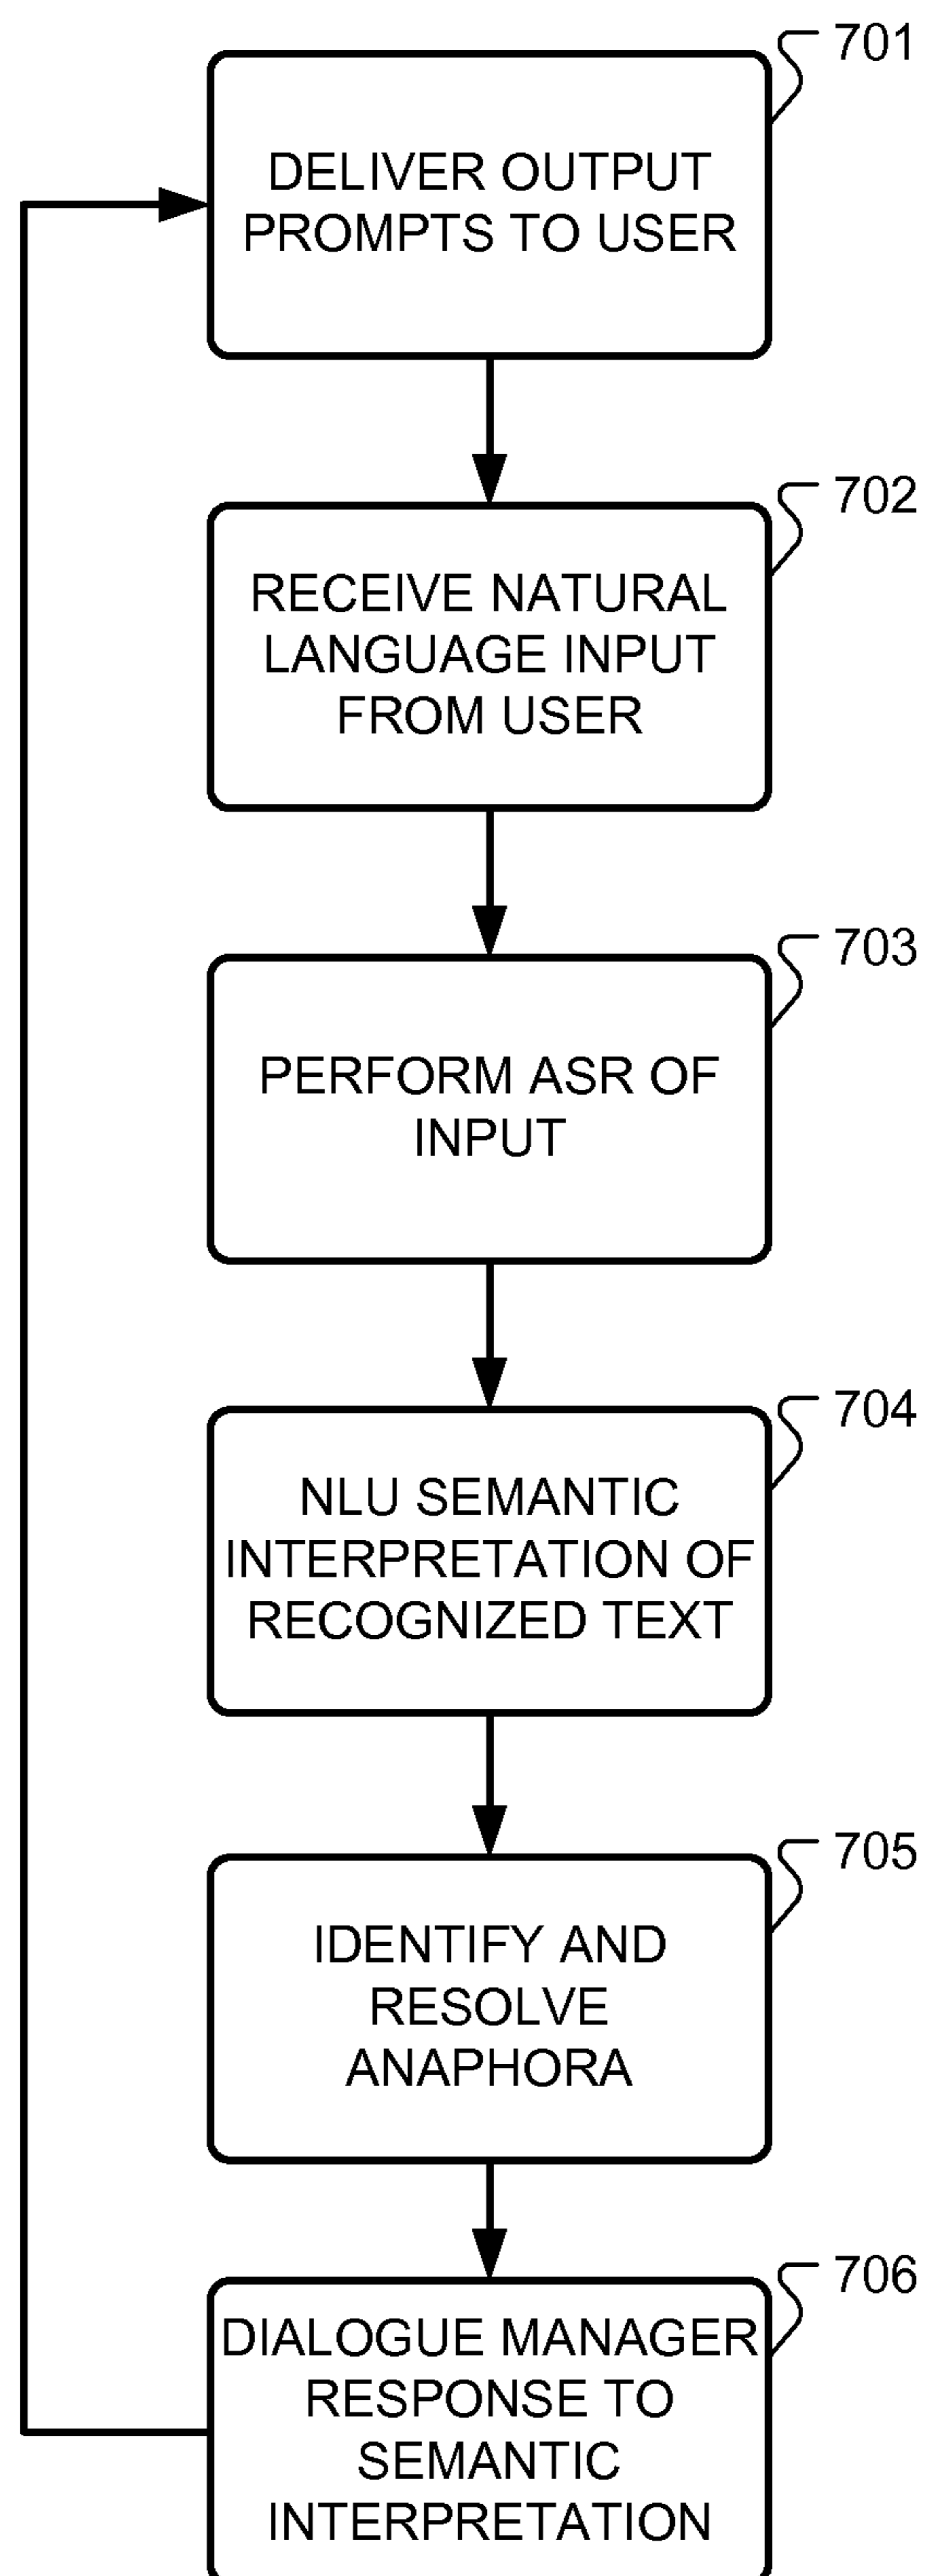 701
DELIVER OUTPUT
PROMPTS TO USER
702
RECEIVE NATURAL
LANGUAGE INPUT
FROM USER
703
PERFORM ASR OF
INPUT
704
NLU SEMANTIC
INTERPRETATION OF
RECOGNIZED TEXT
705
IDENTIFY AND
RESOLVE
ANAPHORA
706
DIALOGUE MANAGER
RESPONSE TO
SEMANTIC
INTERPRETATION